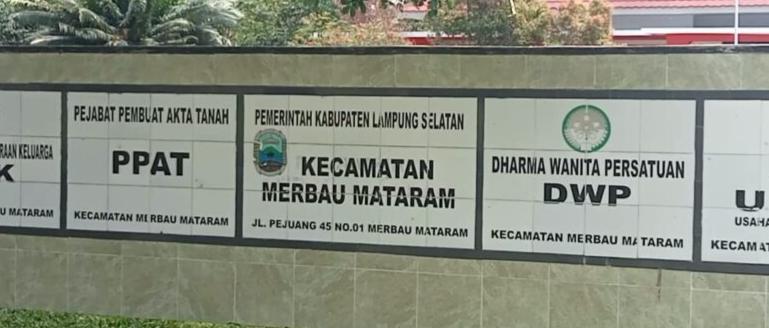 RAAN KELUARGA
K
U MATARAM
PEJABAT PEMBUAT AKTA TANAH
PPAT
KECAMATAN MERBAU MATARAM
PEMERINTAH KABUPATEN LAMPUNG SELATAN
KECAMATAN
MERBAU MATARAM
JL. PEJUANG 45 NO.01 MERBAU MATARAM
DHARMA WANITA PERSATUAN
DWP
KECAMATAN MERBAU MATARAM
U
USAHA
KECAMAT